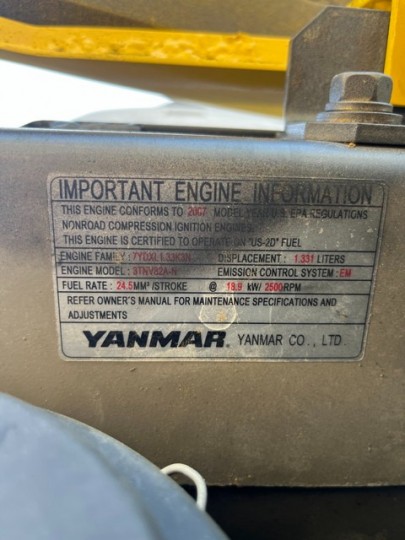 IMPORTANT ENGINE INFORMATION
THIS ENGINE CONFORMS TO 2007 MODEL YEAR U.S. EPA REGULATIONS
NONROAD COMPRESSION IGNITION ENGINES
THIS ENGINE IS CERTIFIED TO OPERATE ON "US-2D" FUEL
ENGINE FAMILY : DISPLACEMENT : 1.331 LITERS
ENGINE MODEL : 3TNV82A-N EMISSION CONTROL SYSTEM : EM
FUEL RATE : 24.5MM³/STROKE @ 18.9 kW/ 2500RPM
REFER OWNER'S MANUAL FOR MAINTENANCE SPECIFICATIONS AND
ADJUSTMENTS
YANMAR. YANMAR CO., LTD.